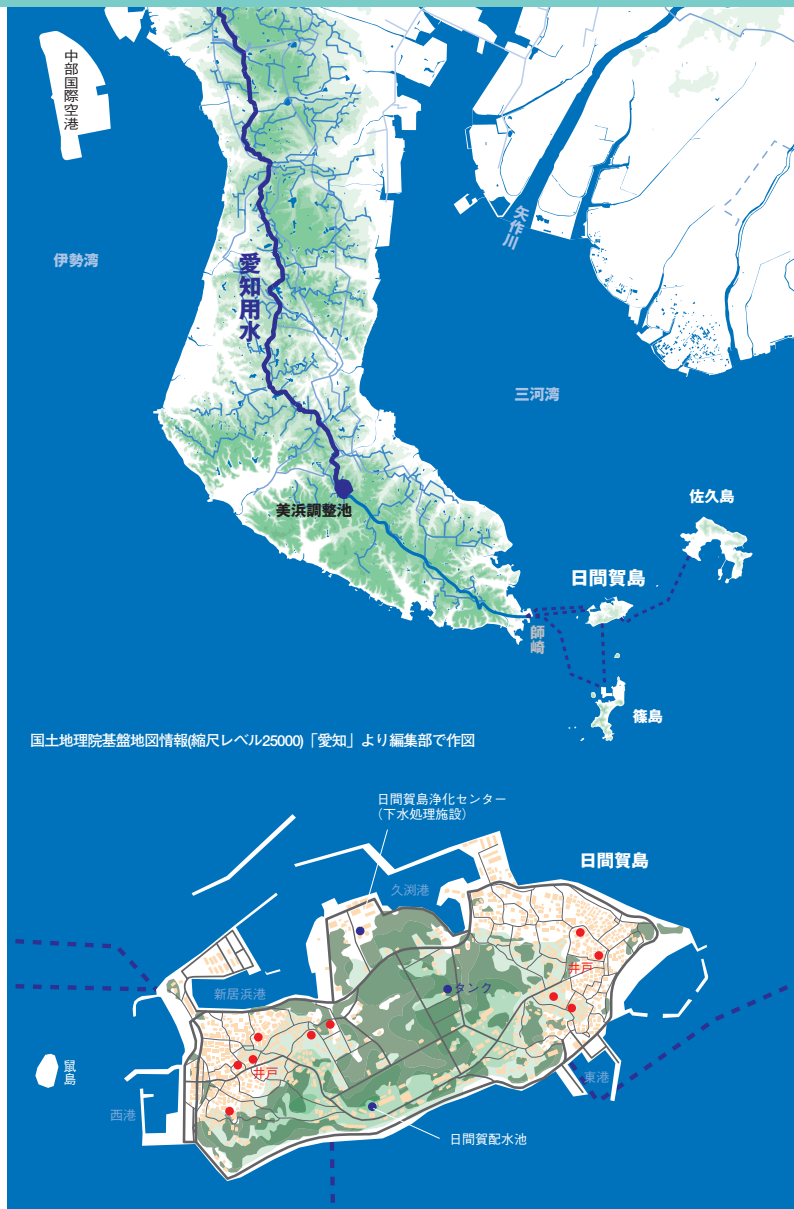 中部国際空港
伊勢湾
愛知用水
矢作川
三河湾
美浜調整池
佐久島
日間賀島
師崎
篠島
国土地理院基盤地図情報(縮尺レベル25000)「愛知」より編集部で作図
日間賀島浄化センター
(下水処理施設)
日間賀島
久渕港
井戸
タンク
新居浜港
鼠島
井戸
東港
西港
日間賀配水池